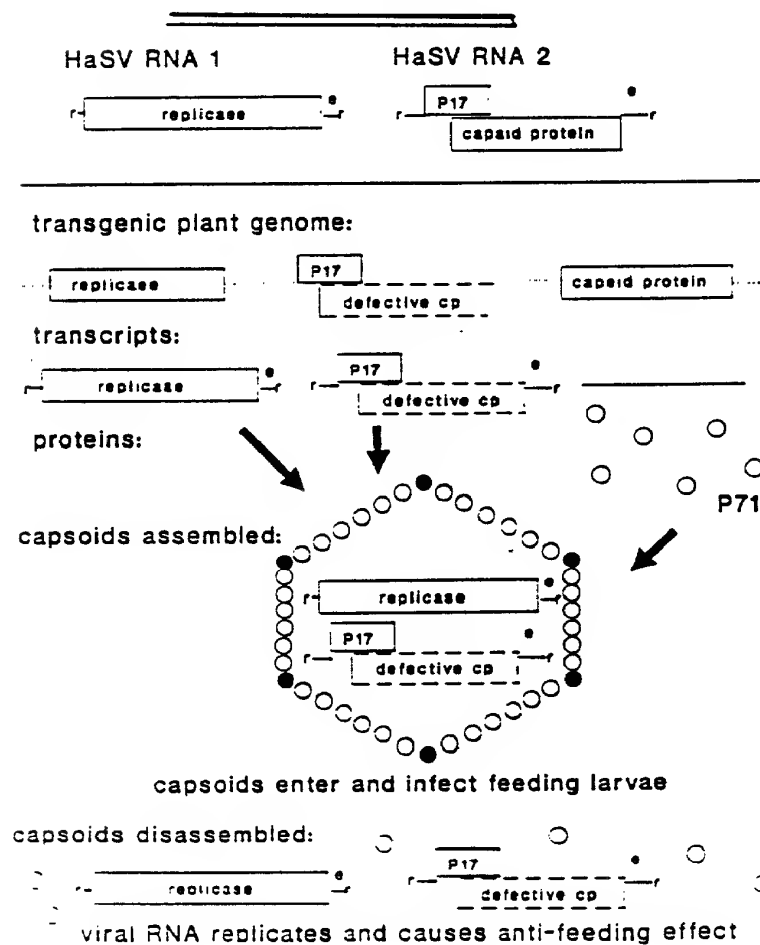 HaSV RNA 1 HaSV RNA 2
r replicase e r r P17 e r
capsid protein
transgenic plant genome:
replicase P17 capsid protein
defective cp
transcripts:
r replicase e r r P17 e r
defective cp
proteins:
P71
capsoids assembled:
r replicase e r
r P17 e r
defective cp
capsoids enter and infect feeding larvae
capsoids disassembled:
r replicase e r r P17 e r
defective cp
viral RNA replicates and causes anti-feeding effect